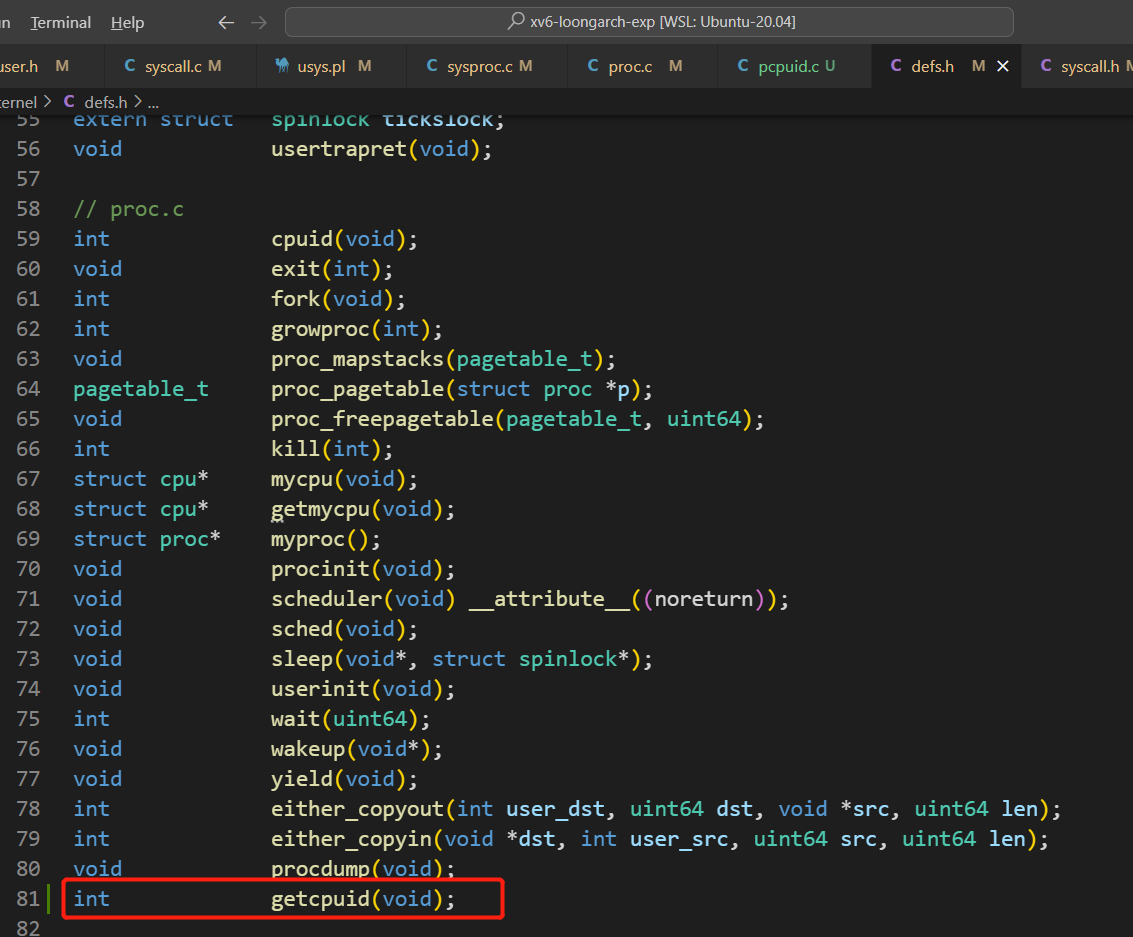 Terminal Help xv6-loongarch-exp [WSL: Ubuntu-20.04]
user.h M C syscall.c M usys.pl M C sysproc.c M C proc.c M C pcpuid.c U C defs.h M C syscall.h M
ernel > C defs.h > ...
55 extern struct spinlock tickslock;
56 void usertrapret(void);
57
58 // proc.c
59 int cpuid(void);
60 void exit(int);
61 int fork(void);
62 int growproc(int);
63 void proc_mapstacks(pagetable_t);
64 pagetable_t proc_pagetable(struct proc *p);
65 void proc_freepagetable(pagetable_t, uint64);
66 int kill(int);
67 struct cpu* mycpu(void);
68 struct cpu* getmycpu(void);
69 struct proc* myproc();
70 void procinit(void);
71 void scheduler(void) __attribute__((noreturn));
72 void sched(void);
73 void sleep(void*, struct spinlock*);
74 void userinit(void);
75 int wait(uint64);
76 void wakeup(void*);
77 void yield(void);
78 int either_copyout(int user_dst, uint64 dst, void *src, uint64 len);
79 int either_copyin(void *dst, int user_src, uint64 src, uint64 len);
80 void procdump(void);
81 int getcpuid(void);
82